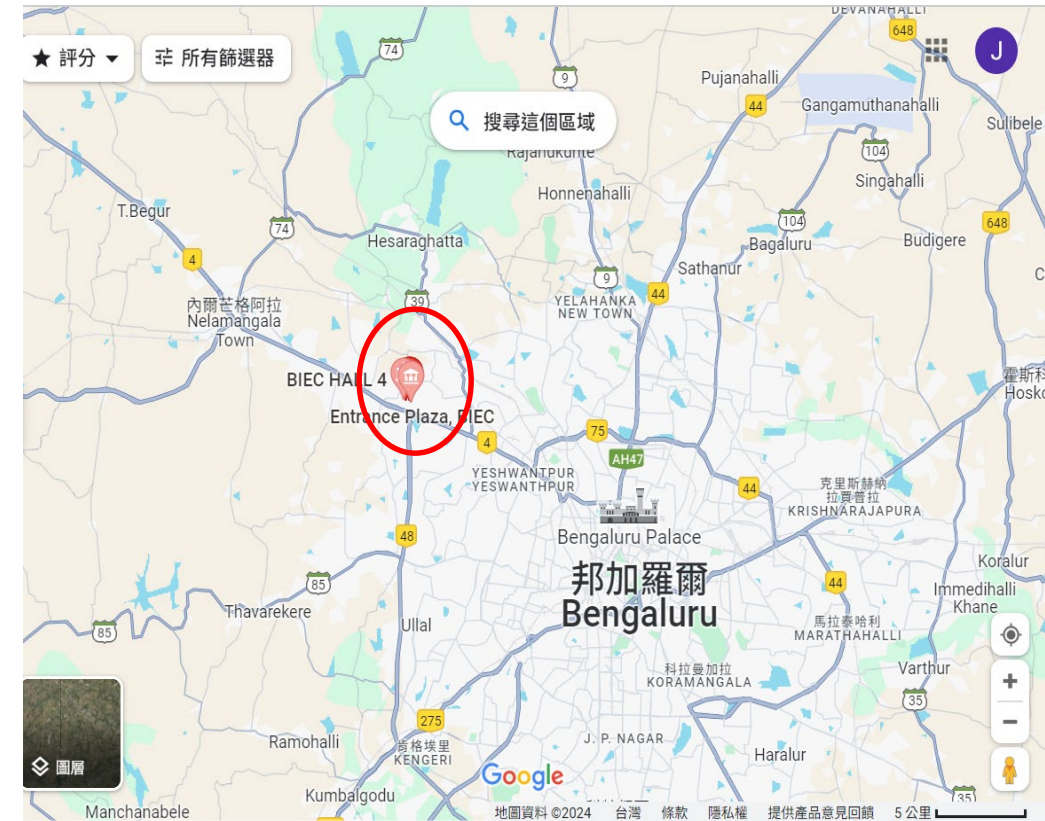 DEVANAHALLI
648
★ 評分
所有篩選器
74
J
9
Pujanahalli
44
Gangamuthanahalli
搜尋這個區域
Sulibele
Rajanukunte
104
Singahalli
Honnenahalli
T.Begur
74
104
648
Hesaraghatta
Bagaluru
Budigere
4
Sathanur
9
C
39
YELAHANKA
NEW TOWN
44
內爾芒格阿拉
Nelamangala
Town
BIEC HALL 4
霍斯科
Hosko
Entrance Plaza, BIEC
4
75
AH47
YESHWANTPUR
YESWANTHPUR
44
克里斯赫納
拉賈普拉
KRISHNARAJAPURA
48
Bengaluru Palace
邦加羅爾
Bengaluru
Koralur
85
44
Immedihalli
Khane
Thavarekere
85
Ullal
馬拉泰哈利
MARATHAHALLI
科拉曼加拉
KORAMANGALA
Varthur
35
275
Ramohalli
肯格埃里
KENGERI
J. P. NAGAR
Haralur
圖層
Google
Kumbalgodu
35
Manchanabele
地圖資料 ©2024 台灣 條款 隱私權 提供產品意見回饋 5 公里